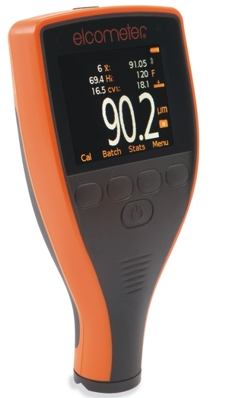 elcometer
6 x̄: 91.05 σ
69.4 Hi: 120 F
16.5 cv%: 18.1
90.2 µm
Cal Batch Stats Menu